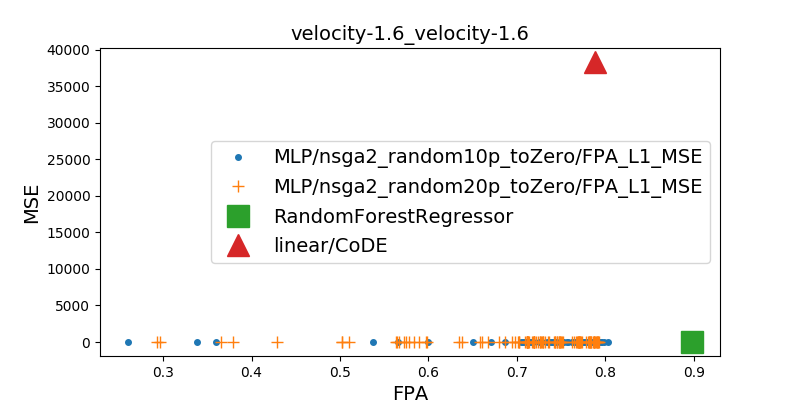 velocity-1.6_velocity-1.6
40000
35000
30000
25000
20000
15000
10000
5000
0
MSE
MLP/nsga2_random10p_toZero/FPA_L1_MSE
MLP/nsga2_random20p_toZero/FPA_L1_MSE
RandomForestRegressor
linear/CoDE
0.3 0.4 0.5 0.6 0.7 0.8 0.9
FPA